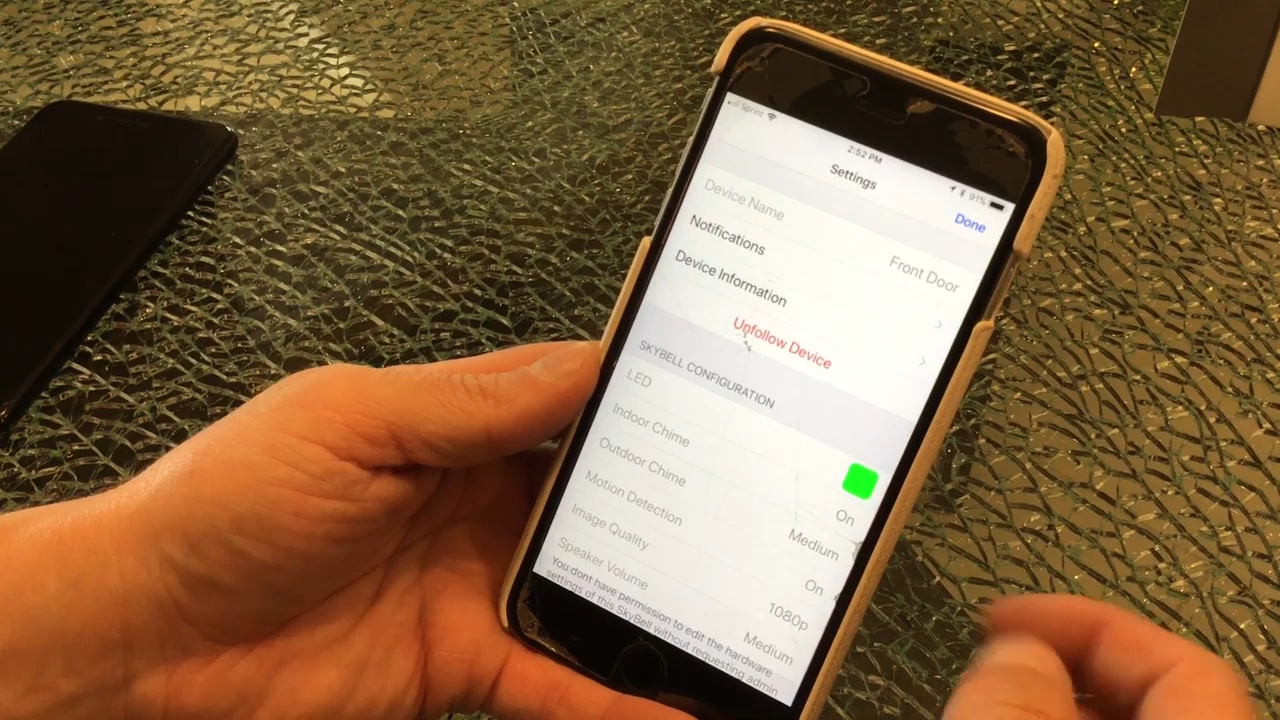 Sprint
2:52 PM
91%
Settings
Done
Device Name
Front Door
Notifications
Device Information
Unfollow Device
SKYBELL CONFIGURATION
LED
Indoor Chime
On
Outdoor Chime
Medium
Motion Detection
On
Image Quality
1080p
Speaker Volume
Medium
You dont have permission to edit the hardware
settings of this SkyBell without requesting admin